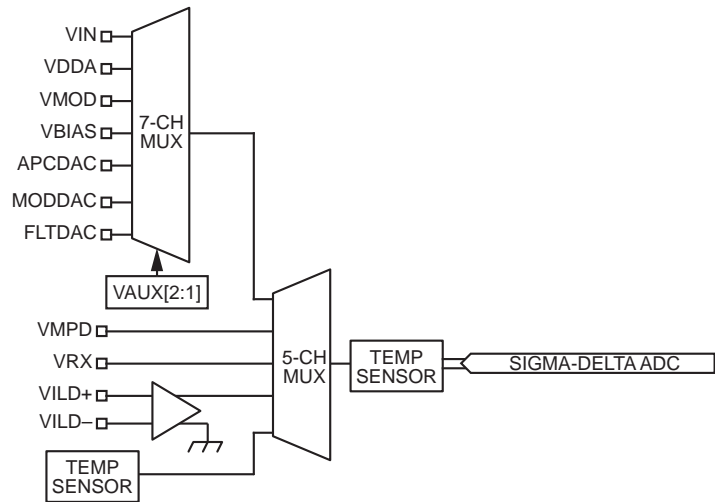 VIN
VDDA
VMOD
VBIAS
APCDAC
MODDAC
FLTDAC
7-CH
MUX
VAUX[2:1]
VMPD
VRX
VILD+
VILD–
TEMP
SENSOR
5-CH
MUX
TEMP
SENSOR
SIGMA-DELTA ADC